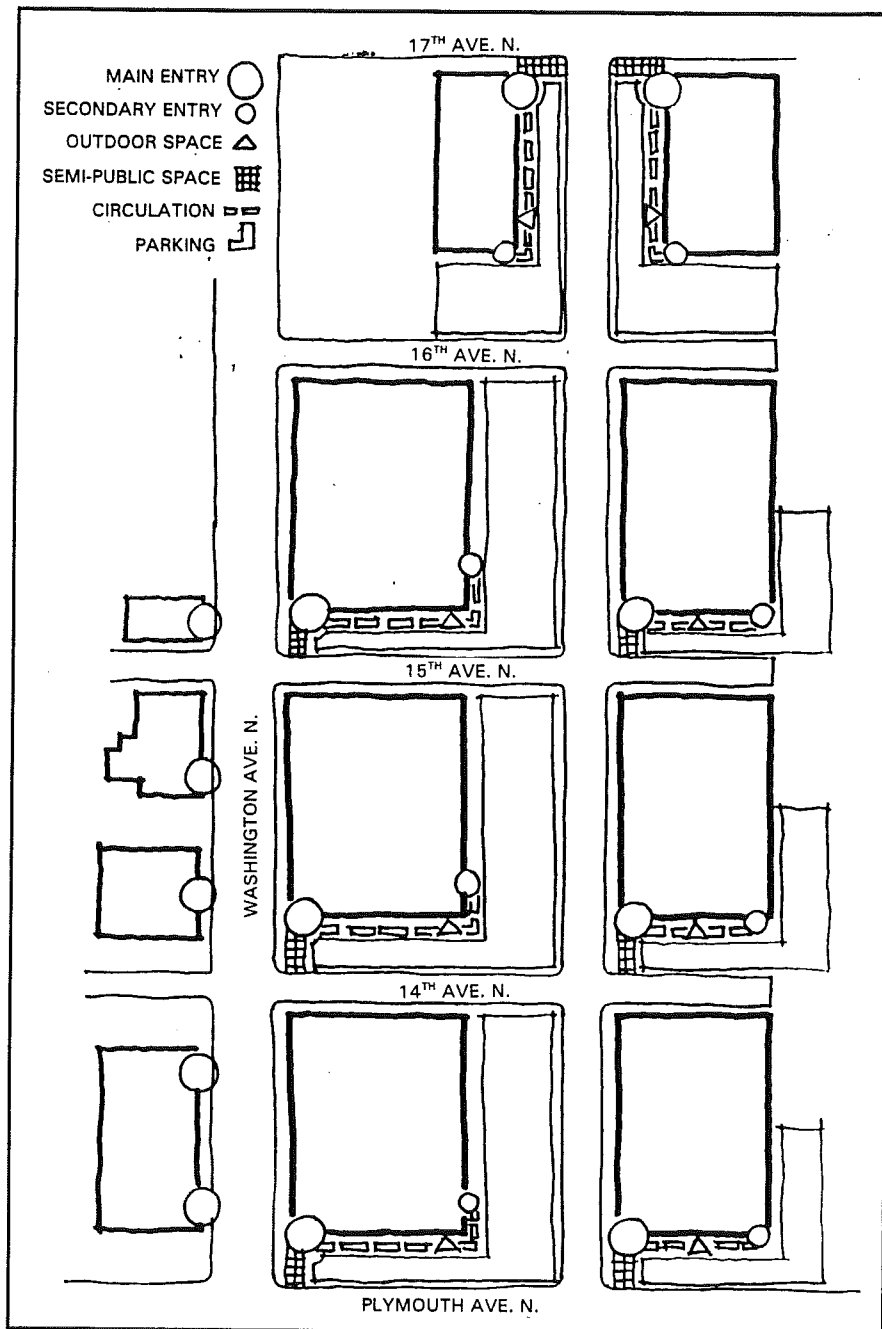 17TH AVE. N.
MAIN ENTRY
SECONDARY ENTRY
OUTDOOR SPACE
SEMI-PUBLIC SPACE
CIRCULATION
PARKING
16TH AVE. N.
15TH AVE. N.
WASHINGTON AVE. N.
14TH AVE. N.
PLYMOUTH AVE. N.